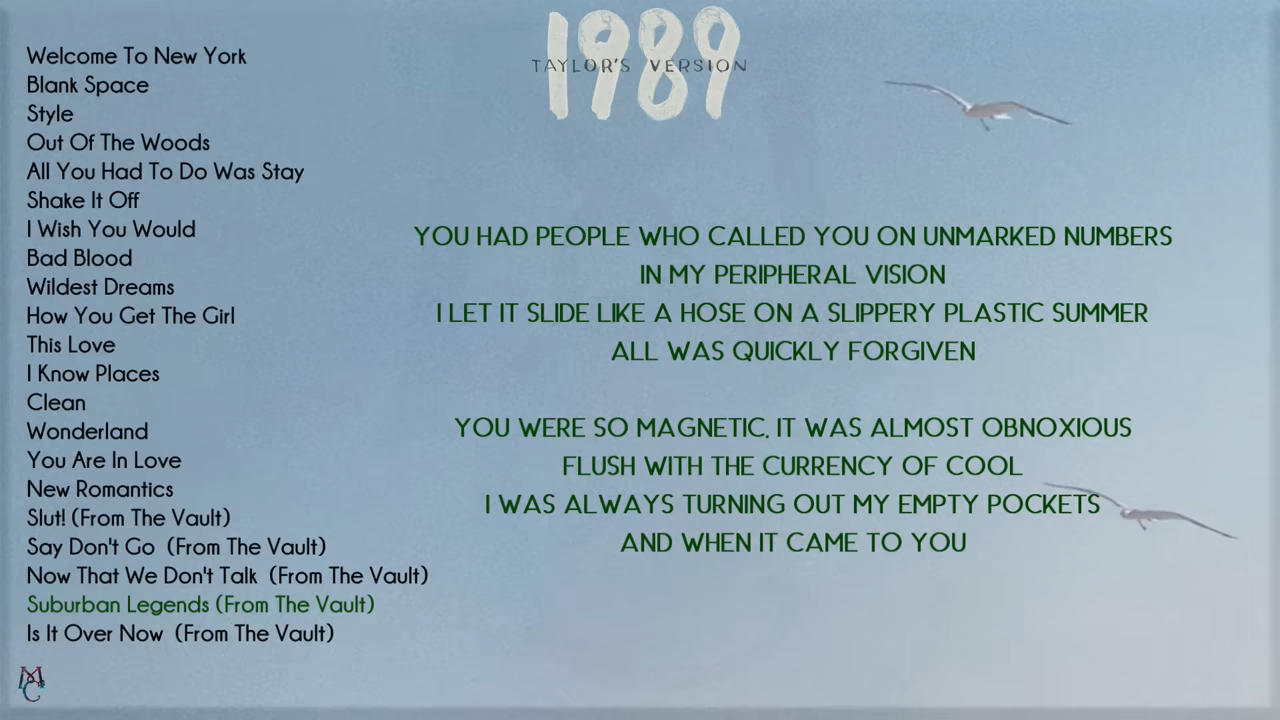 1989
TAYLOR'S VERSION
Welcome To New York
Blank Space
Style
Out Of The Woods
All You Had To Do Was Stay
Shake It Off
I Wish You Would
Bad Blood
Wildest Dreams
How You Get The Girl
This Love
I Know Places
Clean
Wonderland
You Are In Love
New Romantics
Slut! (From The Vault)
Say Don't Go (From The Vault)
Now That We Don't Talk (From The Vault)
Suburban Legends (From The Vault)
Is It Over Now (From The Vault)
MC
YOU HAD PEOPLE WHO CALLED YOU ON UNMARKED NUMBERS
IN MY PERIPHERAL VISION
I LET IT SLIDE LIKE A HOSE ON A SLIPPERY PLASTIC SUMMER
ALL WAS QUICKLY FORGIVEN
YOU WERE SO MAGNETIC, IT WAS ALMOST OBNOXIOUS
FLUSH WITH THE CURRENCY OF COOL
I WAS ALWAYS TURNING OUT MY EMPTY POCKETS
AND WHEN IT CAME TO YOU